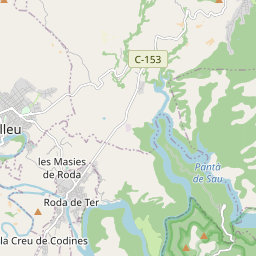 C-153
lleu
les Masies
de Roda
Pantà
de Sau
Roda de Ter
la Creu de Codines